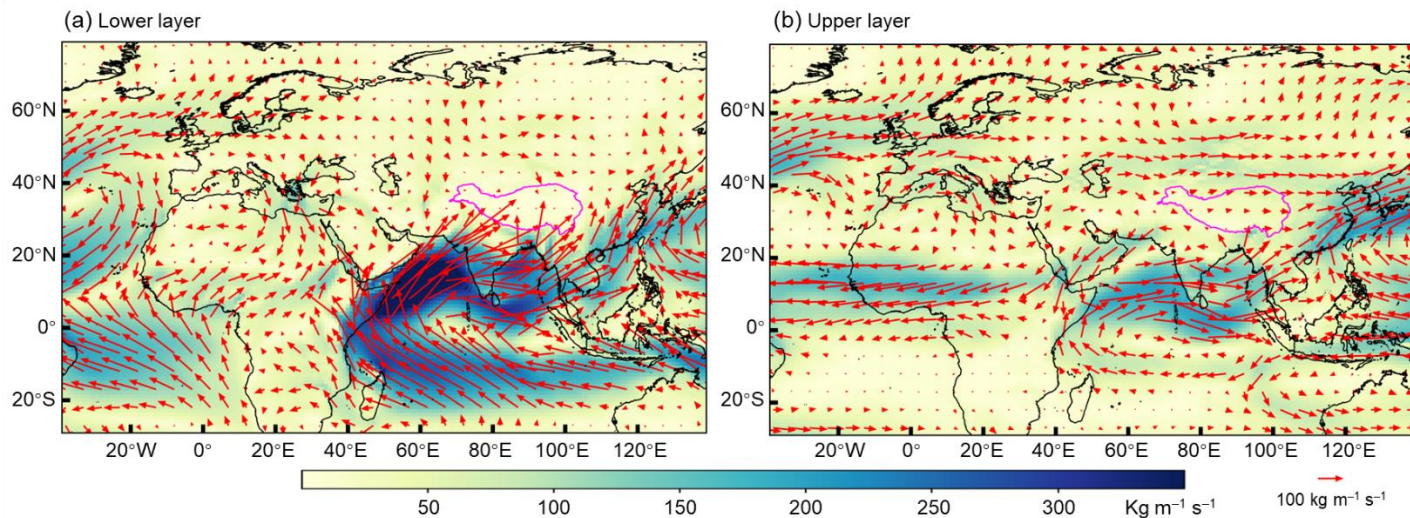 (a) Lower layer
(b) Upper layer
60°N
40°N
20°N
0°
20°S
60°N
40°N
20°N
0°
20°S
20°W 0° 20°E 40°E 60°E 80°E 100°E 120°E
20°W 0° 20°E 40°E 60°E 80°E 100°E 120°E
50 100 150 200 250 300 Kg m⁻¹ s⁻¹
100 kg m⁻¹ s⁻¹